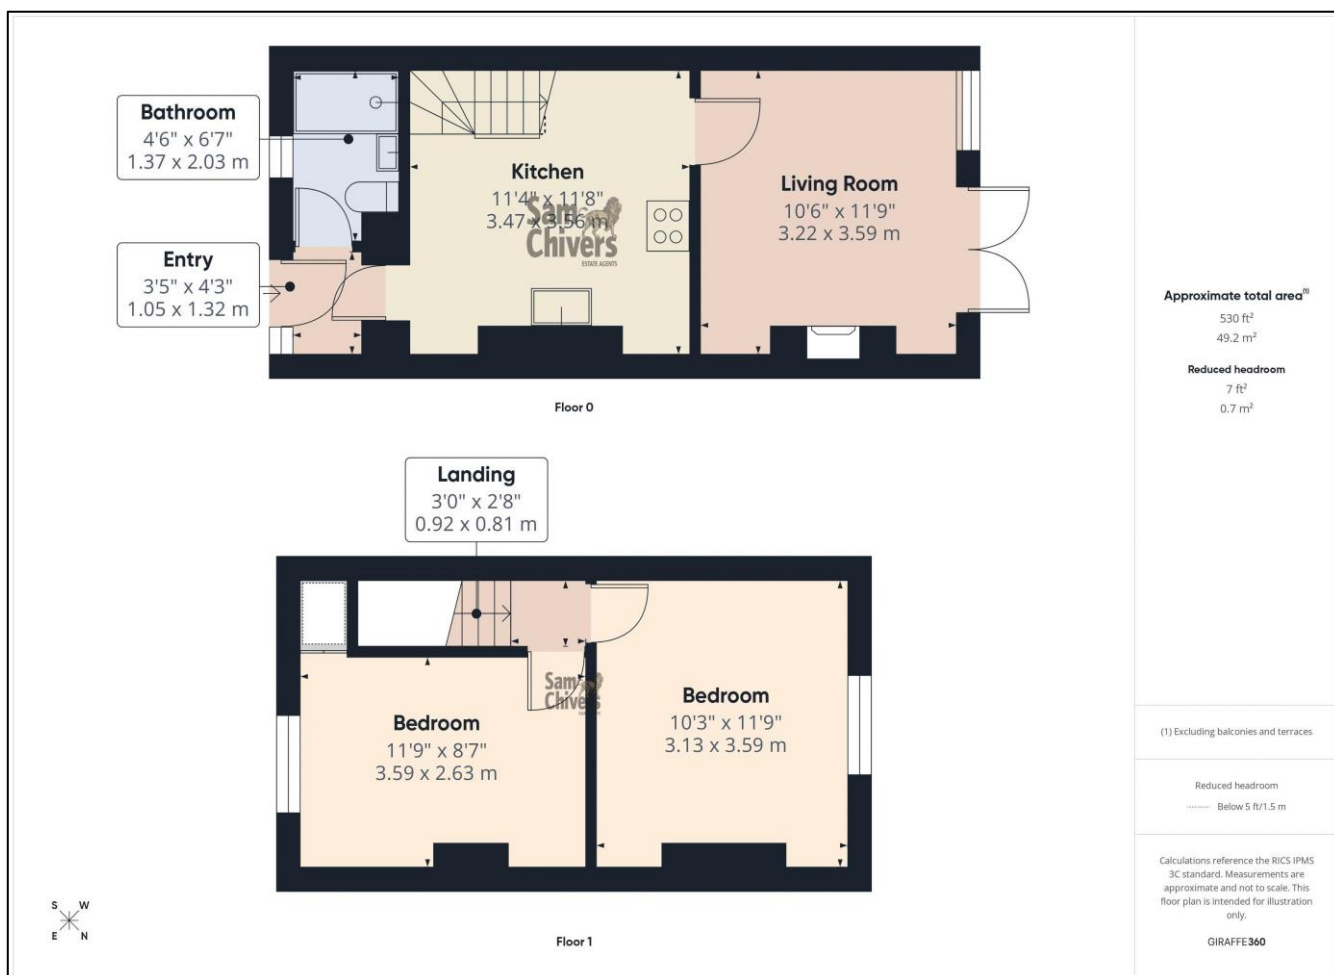 Bathroom
4'6" x 6'7"
1.37 x 2.03 m
Entry
3'5" x 4'3"
1.05 x 1.32 m
Kitchen
11'4" x 11'8"
3.47 x 3.56 m
Sam
Chivers
ESTATE AGENTS
Living Room
10'6" x 11'9"
3.22 x 3.59 m
Floor 0
Landing
3'0" x 2'8"
0.92 x 0.81 m
Sam
Chivers
Bedroom
11'9" x 8'7"
3.59 x 2.63 m
Bedroom
10'3" x 11'9"
3.13 x 3.59 m
S W
E N
Floor 1
Approximate total area(1)
530 ft²
49.2 m²
Reduced headroom
7 ft²
0.7 m²
(1) Excluding balconies and terraces
Reduced headroom
Below 5 ft/1.5 m
Calculations reference the RICS IPMS
3C standard. Measurements are
approximate and not to scale. This
floor plan is intended for illustration
only.
GIRAFFE360